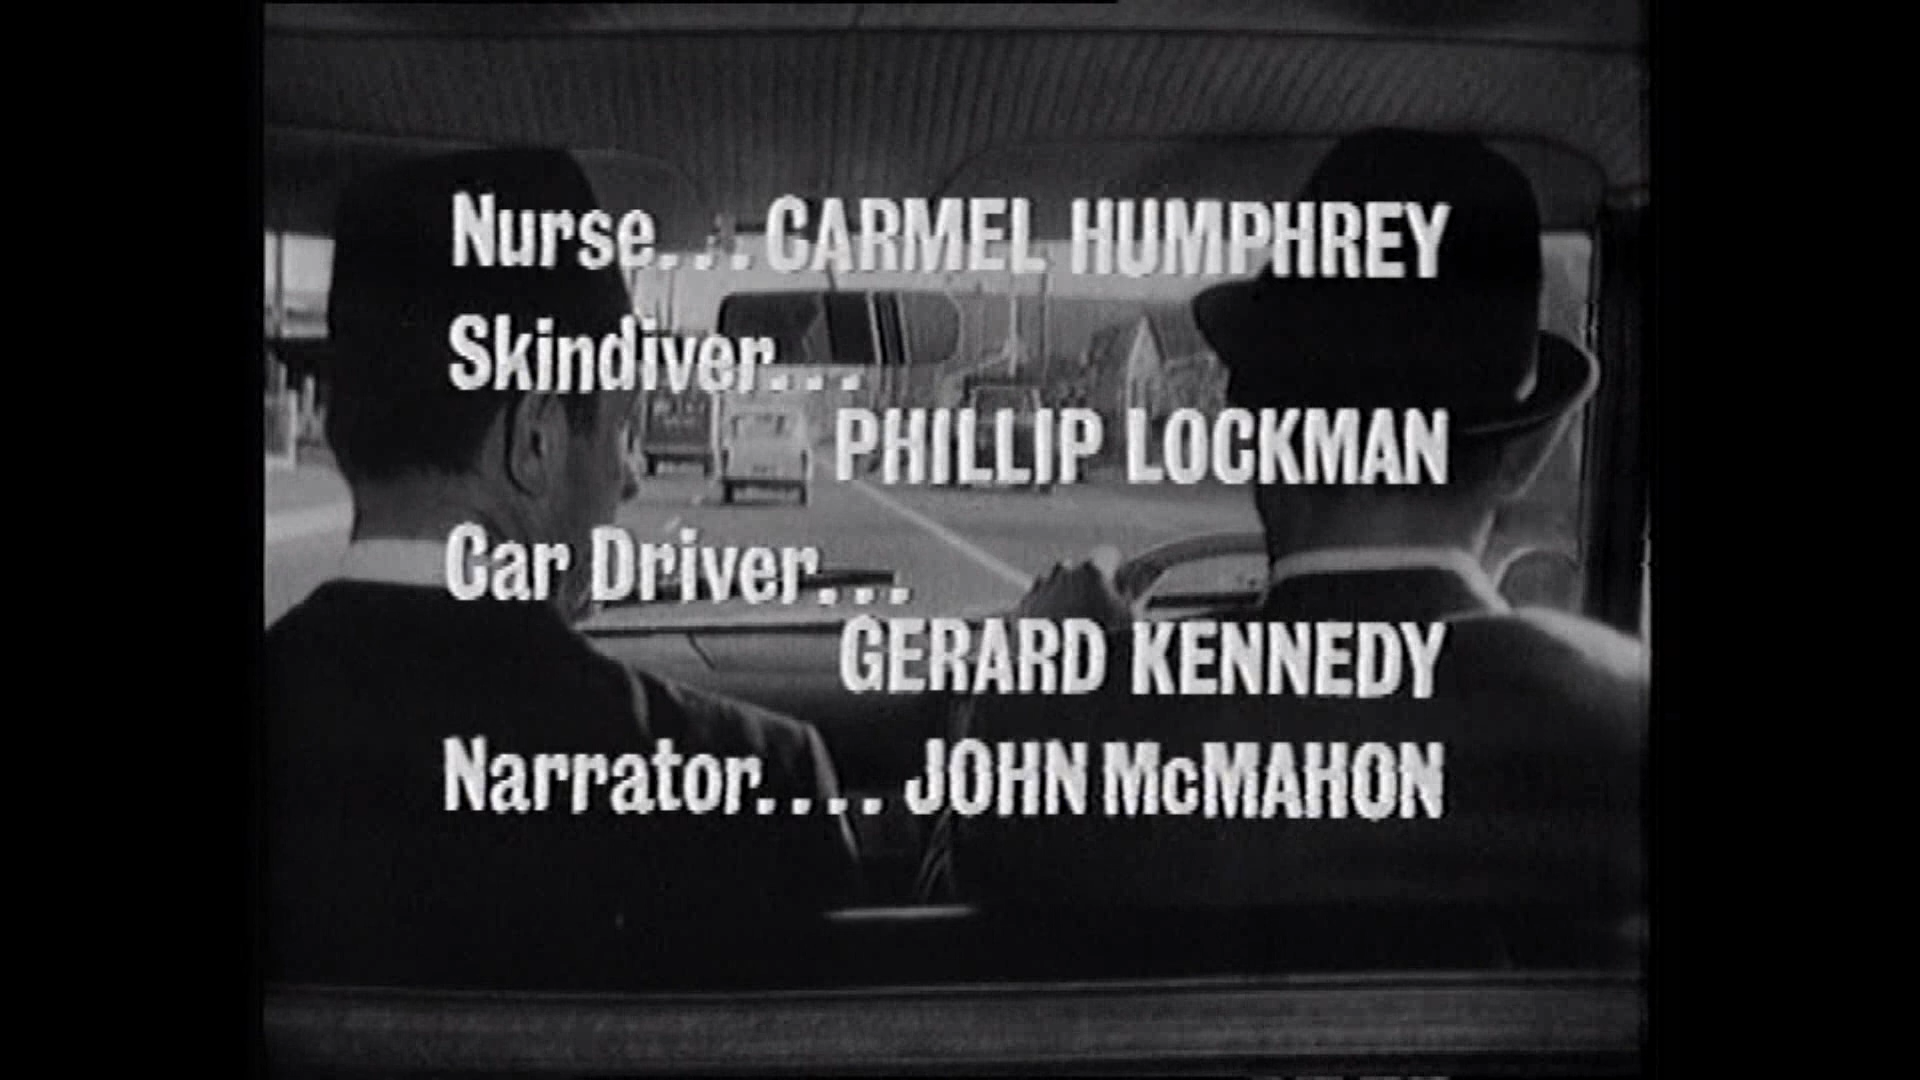 Nurse...CARMEL HUMPHREY
Skindiver...
PHILLIP LOCKMAN
Car Driver...
GERARD KENNEDY
Narrator.... JOHN McMAHON